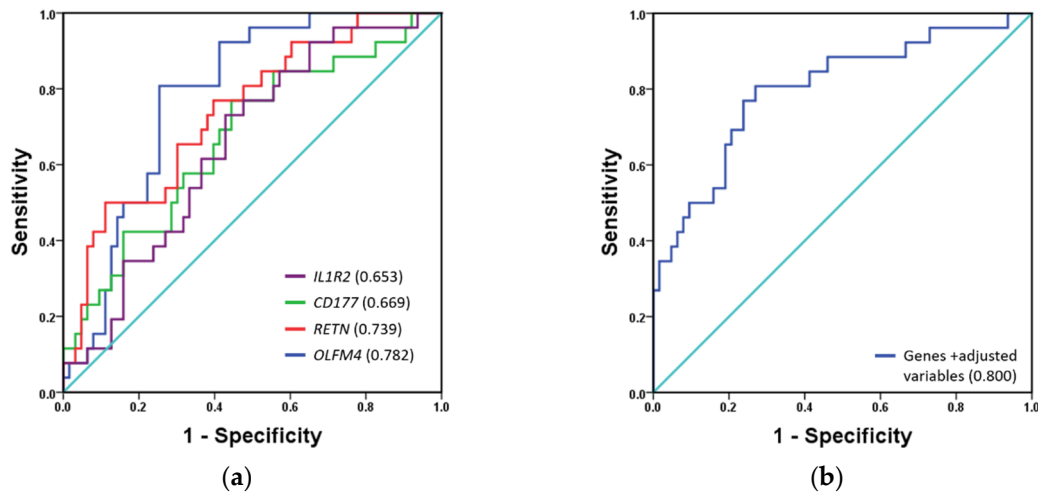 1.0
0.8
0.6
0.4
0.2
0.0
Sensitivity
IL1R2 (0.653)
CD177 (0.669)
RETN (0.739)
OLFM4 (0.782)
0.0 0.2 0.4 0.6 0.8 1.0
1 - Specificity
(a)
1.0
0.8
0.6
0.4
0.2
0.0
Sensitivity
Genes +adjusted
variables (0.800)
0.0 0.2 0.4 0.6 0.8 1.0
1 - Specificity
(b)